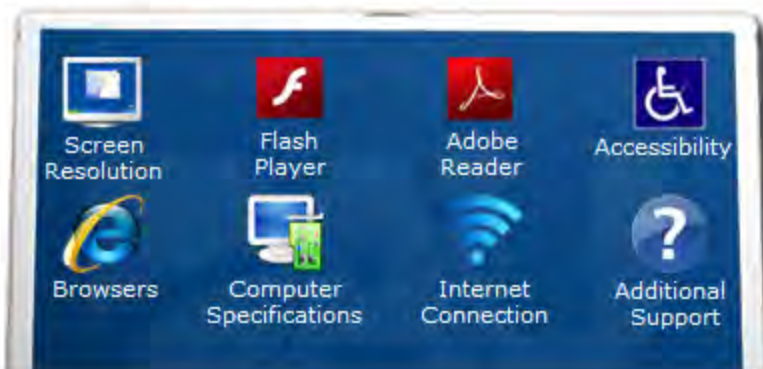 Screen
Resolution
Flash
Player
Adobe
Reader
Accessibility
Browsers
Computer
Specifications
Internet
Connection
Additional
Support